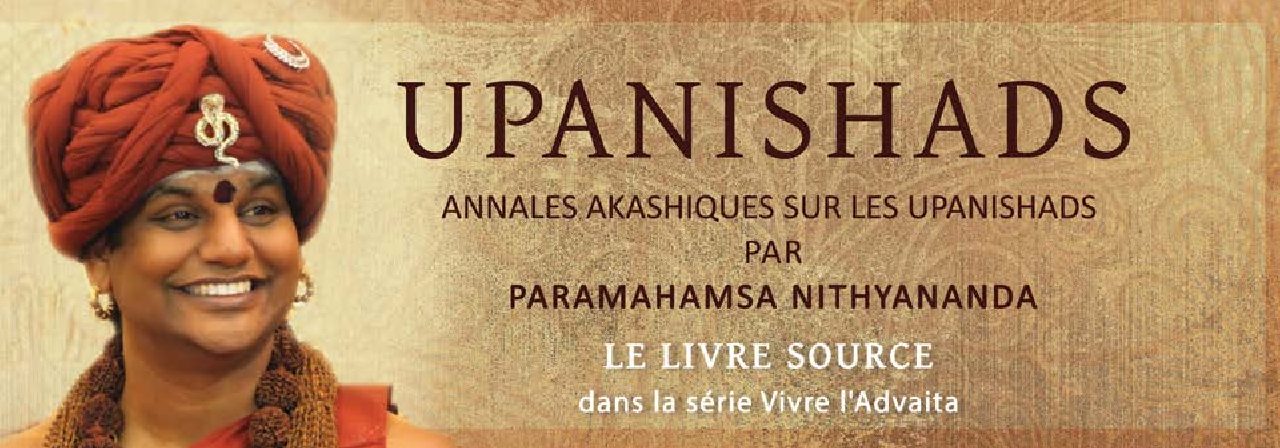 UPANISHADS
ANNALES AKASHIQUES SUR LES UPANISHADS
PAR
PARAMAHAMSA NITHYANANDA
LE LIVRE SOURCE
dans la série Vivre l'Advaita